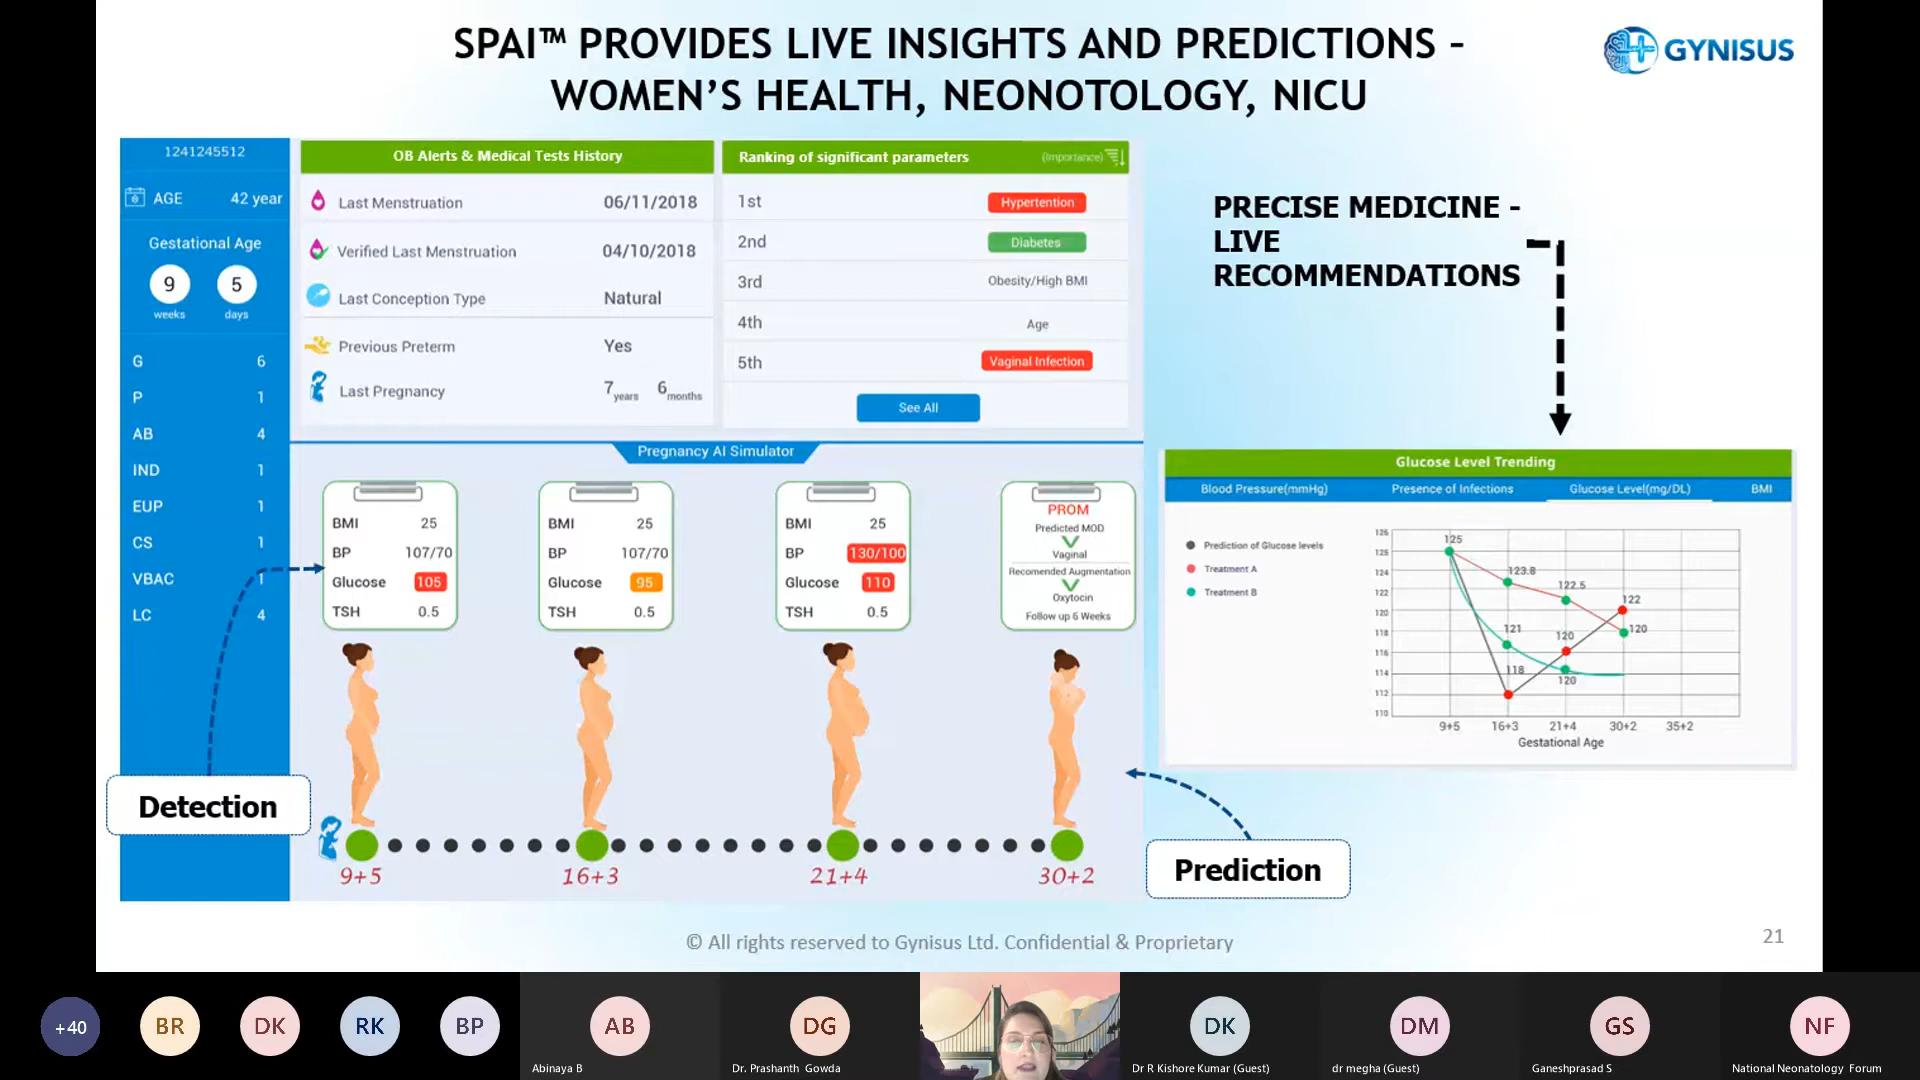 SPAI™ PROVIDES LIVE INSIGHTS AND PREDICTIONS -
WOMEN'S HEALTH, NEONOTOLOGY, NICU
GYNISUS
1241245512
AGE 42 year
Gestational Age
9 5
weeks days
G 6
P 1
AB 4
IND 1
EUP 1
CS 1
VBAC 1
LC 4
OB Alerts & Medical Tests History
Last Menstruation 06/11/2018
Verified Last Menstruation 04/10/2018
Last Conception Type Natural
Previous Preterm Yes
Last Pregnancy 7 years 6 months
Ranking of significant parameters (Importance)
1st Hypertention
2nd Diabetes
3rd Obesity/High BMI
4th Age
5th Vaginal Infection
See All
PRECISE MEDICINE -
LIVE
RECOMMENDATIONS
Pregnancy AI Simulator
BMI 25
BP 107/70
Glucose 105
TSH 0.5
BMI 25
BP 107/70
Glucose 95
TSH 0.5
BMI 25
BP 130/100
Glucose 110
TSH 0.5
PROM
Predicted MOD
Vaginal
Recomended Augmentation
Oxytocin
Follow up 6 Weeks
9+5 16+3 21+4 30+2
Detection
Prediction
Glucose Level Trending
Blood Pressure(mmHg) Presence of Infections Glucose Level(mg/DL) BMI
Prediction of Glucose levels
Treatment A
Treatment B
126
125
124
122
120
118
116
114
112
110
125
123.8
122.5
122
121
120
120
118
120
9+5 16+3 21+4 30+2 35+2
Gestational Age
© All rights reserved to Gynisus Ltd. Confidential & Proprietary
21
+40 BR DK RK BP AB DG DK DM GS NF
Abinaya B
Dr. Prashanth Gowda
Dr R Kishore Kumar (Guest)
dr megha (Guest)
Ganeshprasad S
National Neonatology Forum